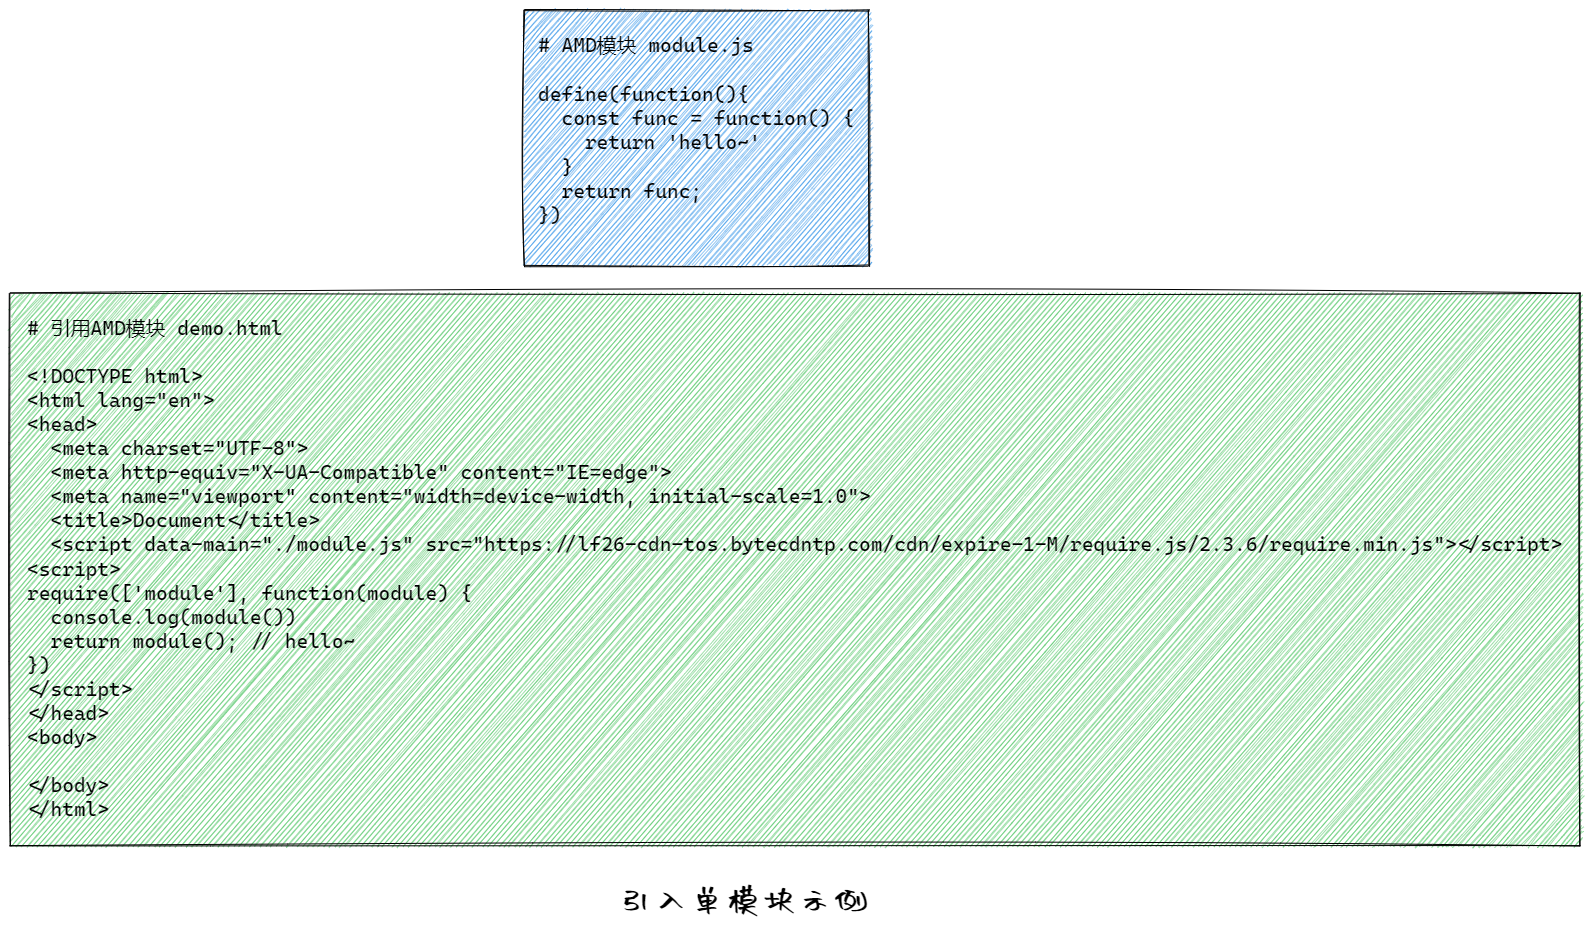 # AMD模块 module.js
define(function(){
  const func = function() {
    return 'hello~'
  }
  return func;
})
# 引用AMD模块 demo.html
<!DOCTYPE html>
<html lang="en">
<head>
  <meta charset="UTF-8">
  <meta http-equiv="X-UA-Compatible" content="IE=edge">
  <meta name="viewport" content="width=device-width, initial-scale=1.0">
  <title>Document</title>
  <script data-main="./module.js" src="https://lf26-cdn-tos.bytecdntp.com/cdn/expire-1-M/require.js/2.3.6/require.min.js"></script>
<script>
require(['module'], function(module) {
  console.log(module())
  return module(); // hello~
})
</script>
</head>
<body>
</body>
</html>
引入单模块示例